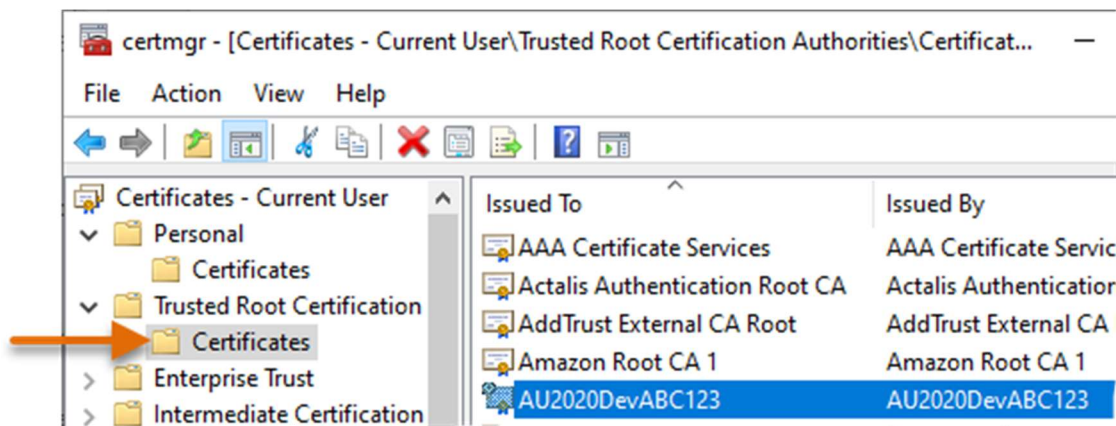 certmgr - [Certificates - Current User\Trusted Root Certification Authorities\Certificat...
File Action View Help
Certificates - Current User
Personal
Certificates
Trusted Root Certification
Certificates
Enterprise Trust
Intermediate Certification
Issued To Issued By
AAA Certificate Services AAA Certificate Servic
Actalis Authentication Root CA Actalis Authentication
AddTrust External CA Root AddTrust External CA
Amazon Root CA 1 Amazon Root CA 1
AU2020DevABC123 AU2020DevABC123